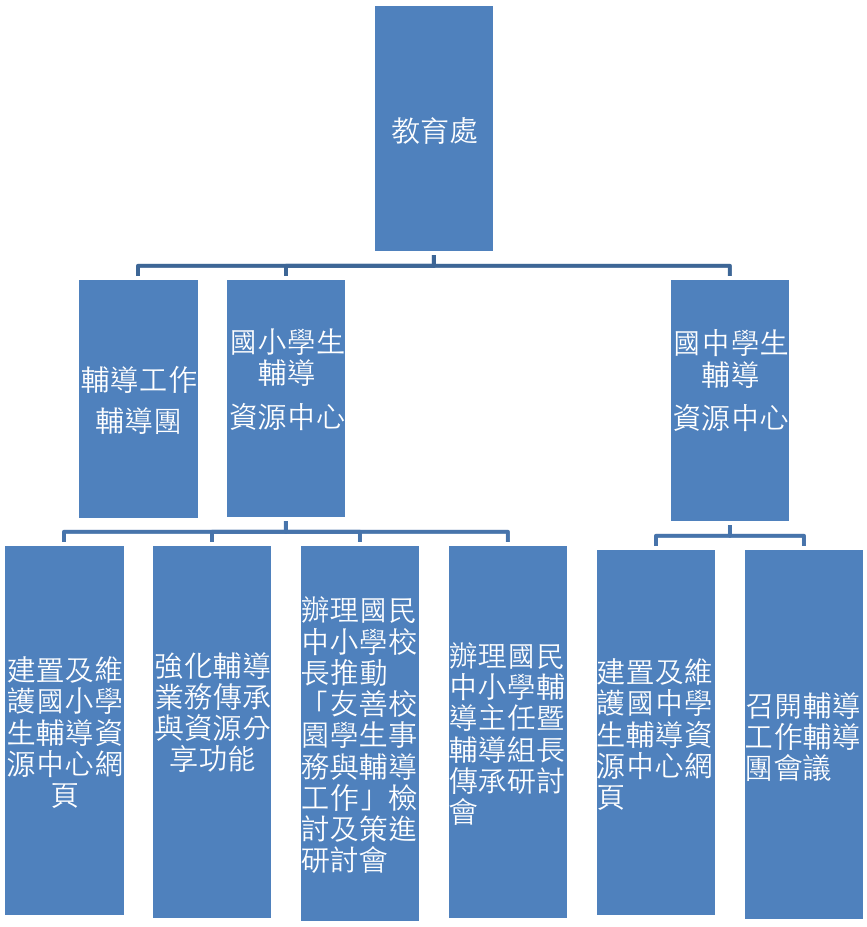 教育處
輔導工作
輔導團
國小學生
輔導
資源中心
國中學生
輔導
資源中心
建置及維
護國小學
生輔導資
源中心網
頁
強化輔導
業務傳承
與資源分
享功能
辦理國民
中小學校
長推動
「友善校
園學生事
務與輔導
工作」檢
討及策進
研討會
辦理國民
中小學輔
導主任暨
輔導組長
傳承研討
會
建置及維
護國中學
生輔導資
源中心網
頁
召開輔導
工作輔導
團會議